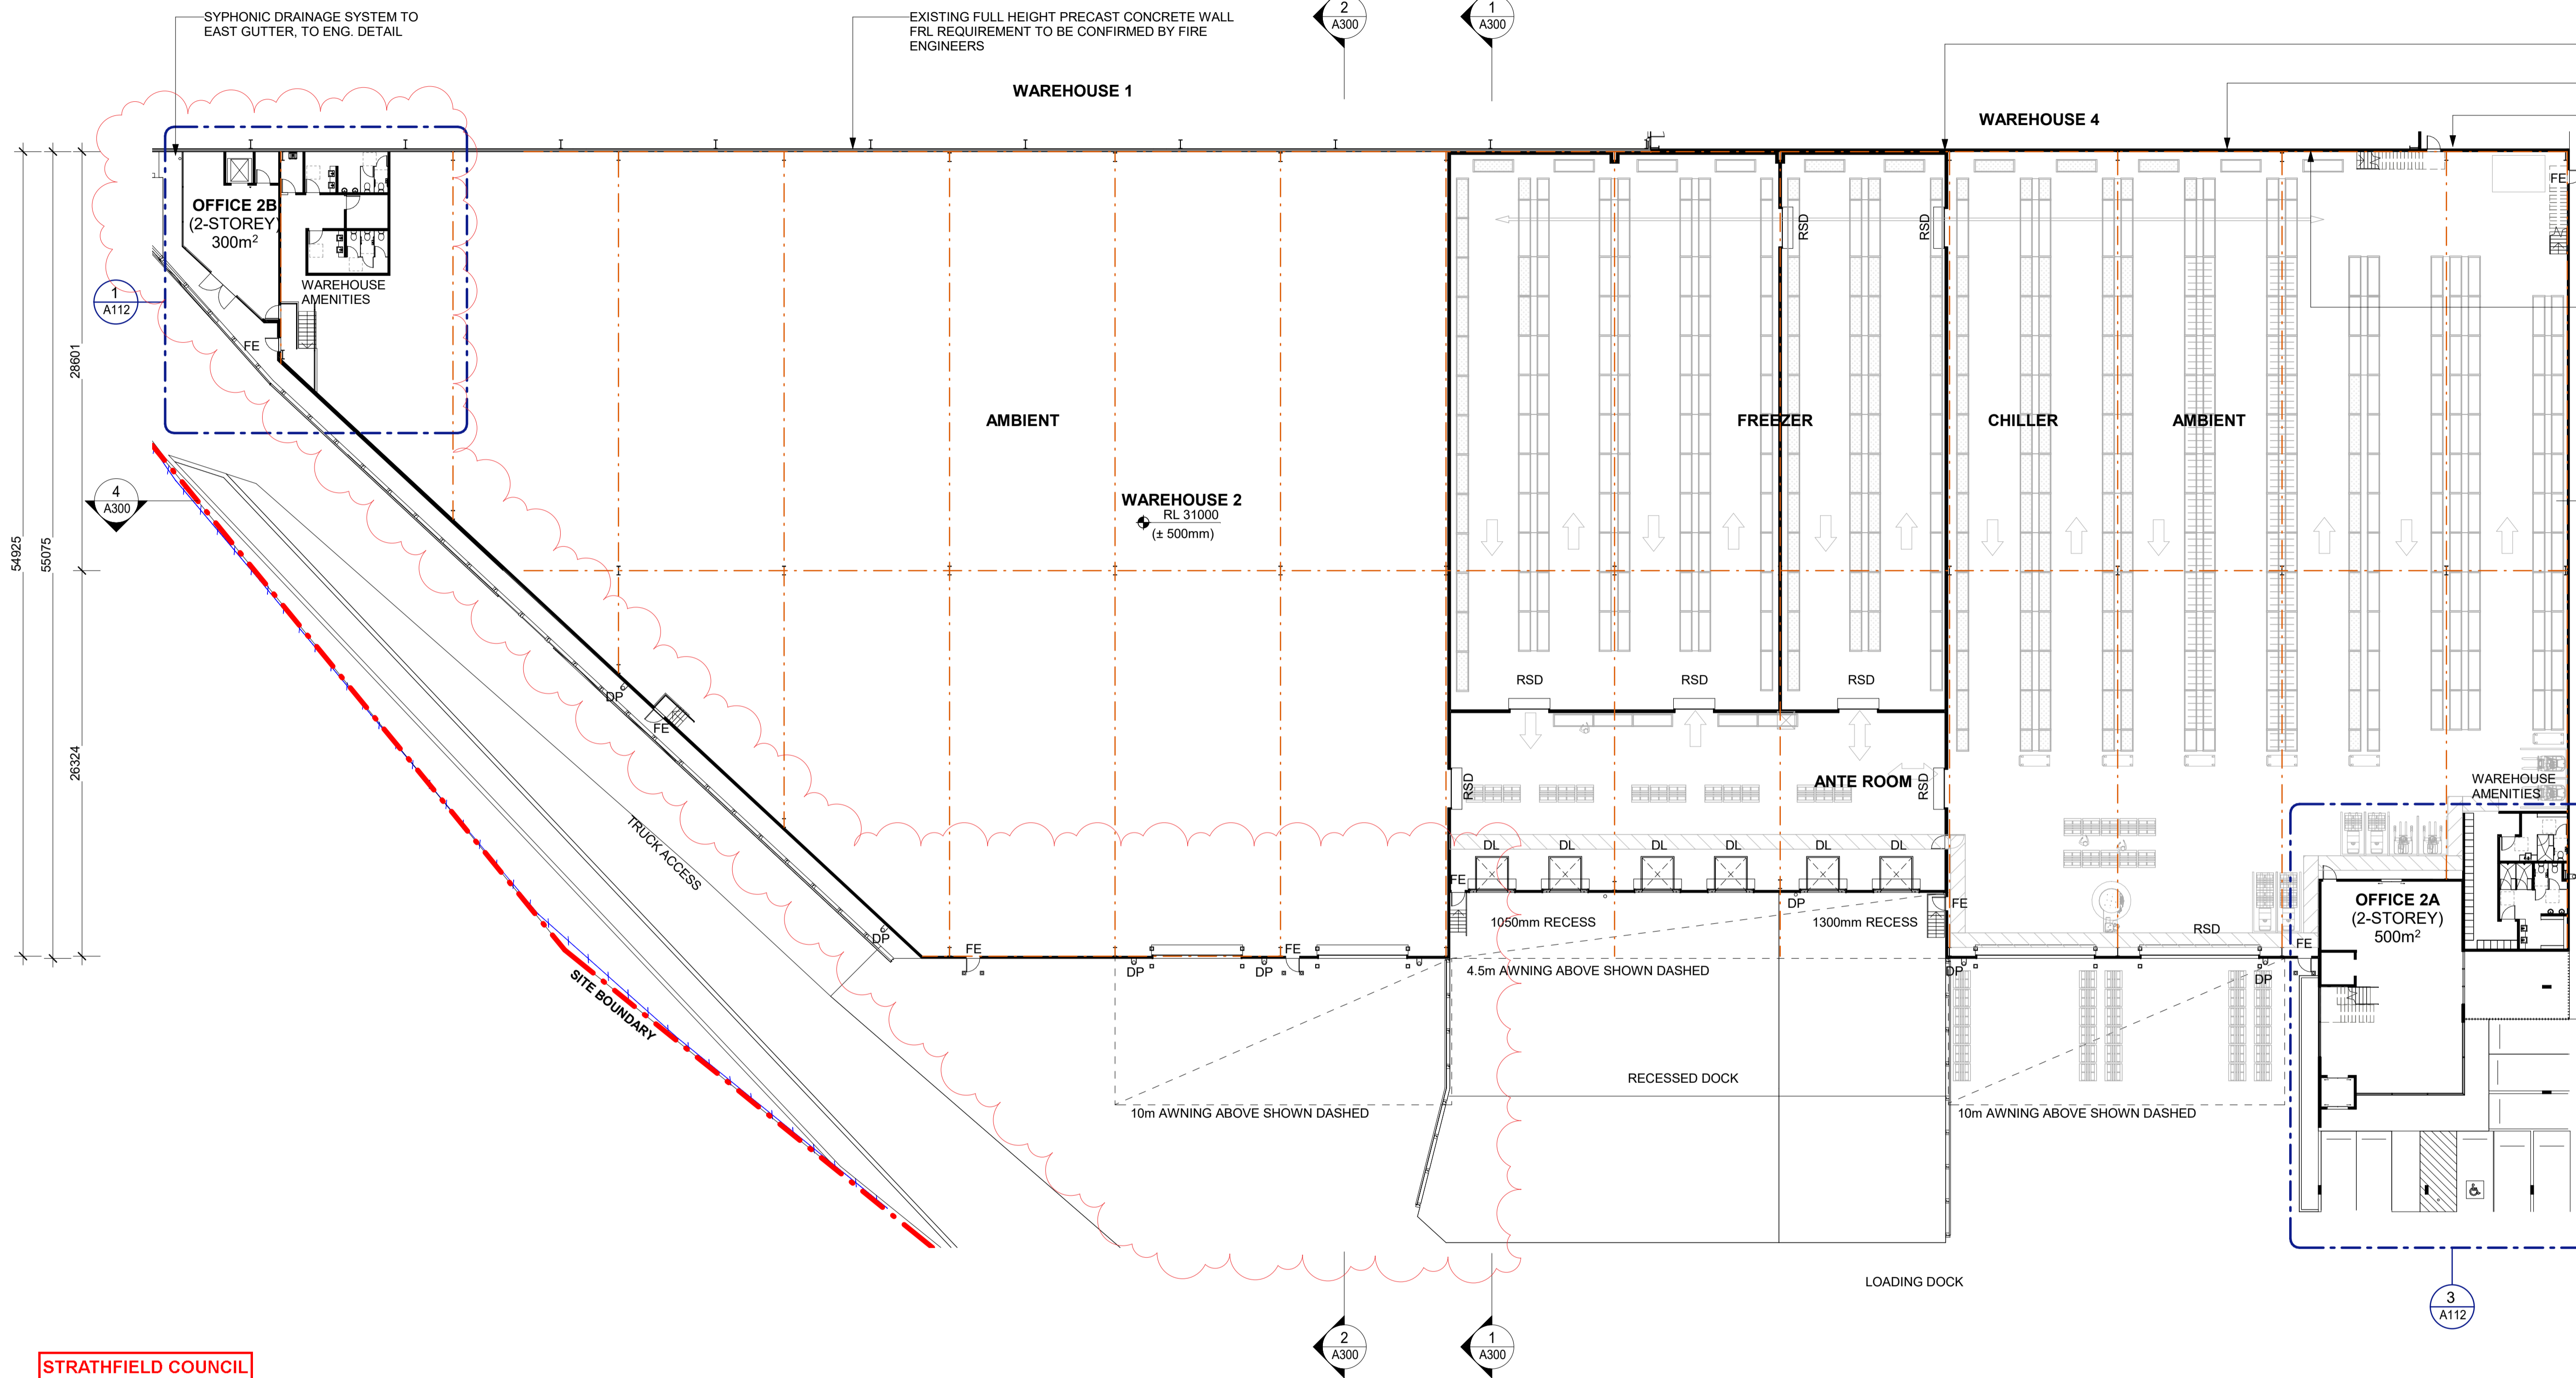 SYPHONIC DRAINAGE SYSTEM TO
EAST GUTTER, TO ENG. DETAIL
EXISTING FULL HEIGHT PRECAST CONCRETE WALL
FRL REQUIREMENT TO BE CONFIRMED BY FIRE
ENGINEERS
2
A300
1
A300
WAREHOUSE 1
WAREHOUSE 4
OFFICE 2B
(2-STOREY)
300m²
WAREHOUSE
AMENITIES
1
A112
FE
FE
RSD
RSD
28601
AMBIENT
FREEZER
CHILLER
AMBIENT
4
A300
WAREHOUSE 2
RL 31000
(± 500mm)
54925
55075
26324
DP
FE
RSD
RSD
RSD
RSD
ANTE ROOM
RSD
WAREHOUSE
AMENITIES
TRUCK ACCESS
DL
DL
DL
DL
DL
DL
FE
1050mm RECESS
DP
1300mm RECESS
FE
OFFICE 2A
(2-STOREY)
500m²
RSD
FE
DP
FE
DP
DP
FE
4.5m AWNING ABOVE SHOWN DASHED
DP
DP
SITE BOUNDARY
RECESSED DOCK
10m AWNING ABOVE SHOWN DASHED
10m AWNING ABOVE SHOWN DASHED
LOADING DOCK
3
A112
2
A300
1
A300
STRATHFIELD COUNCIL